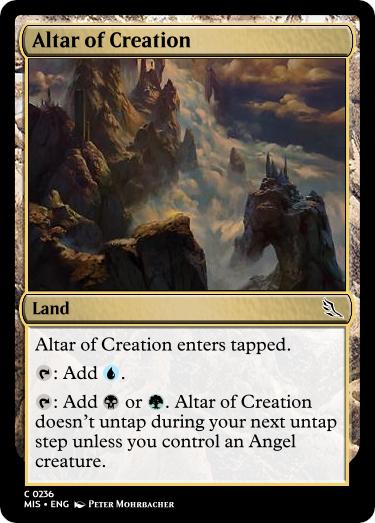 Altar of Creation
Land
Altar of Creation enters tapped.
: Add .
: Add or . Altar of Creation
doesn't untap during your next untap
step unless you control an Angel
creature.
C 0236
MIS • ENG Peter Mohrbacher